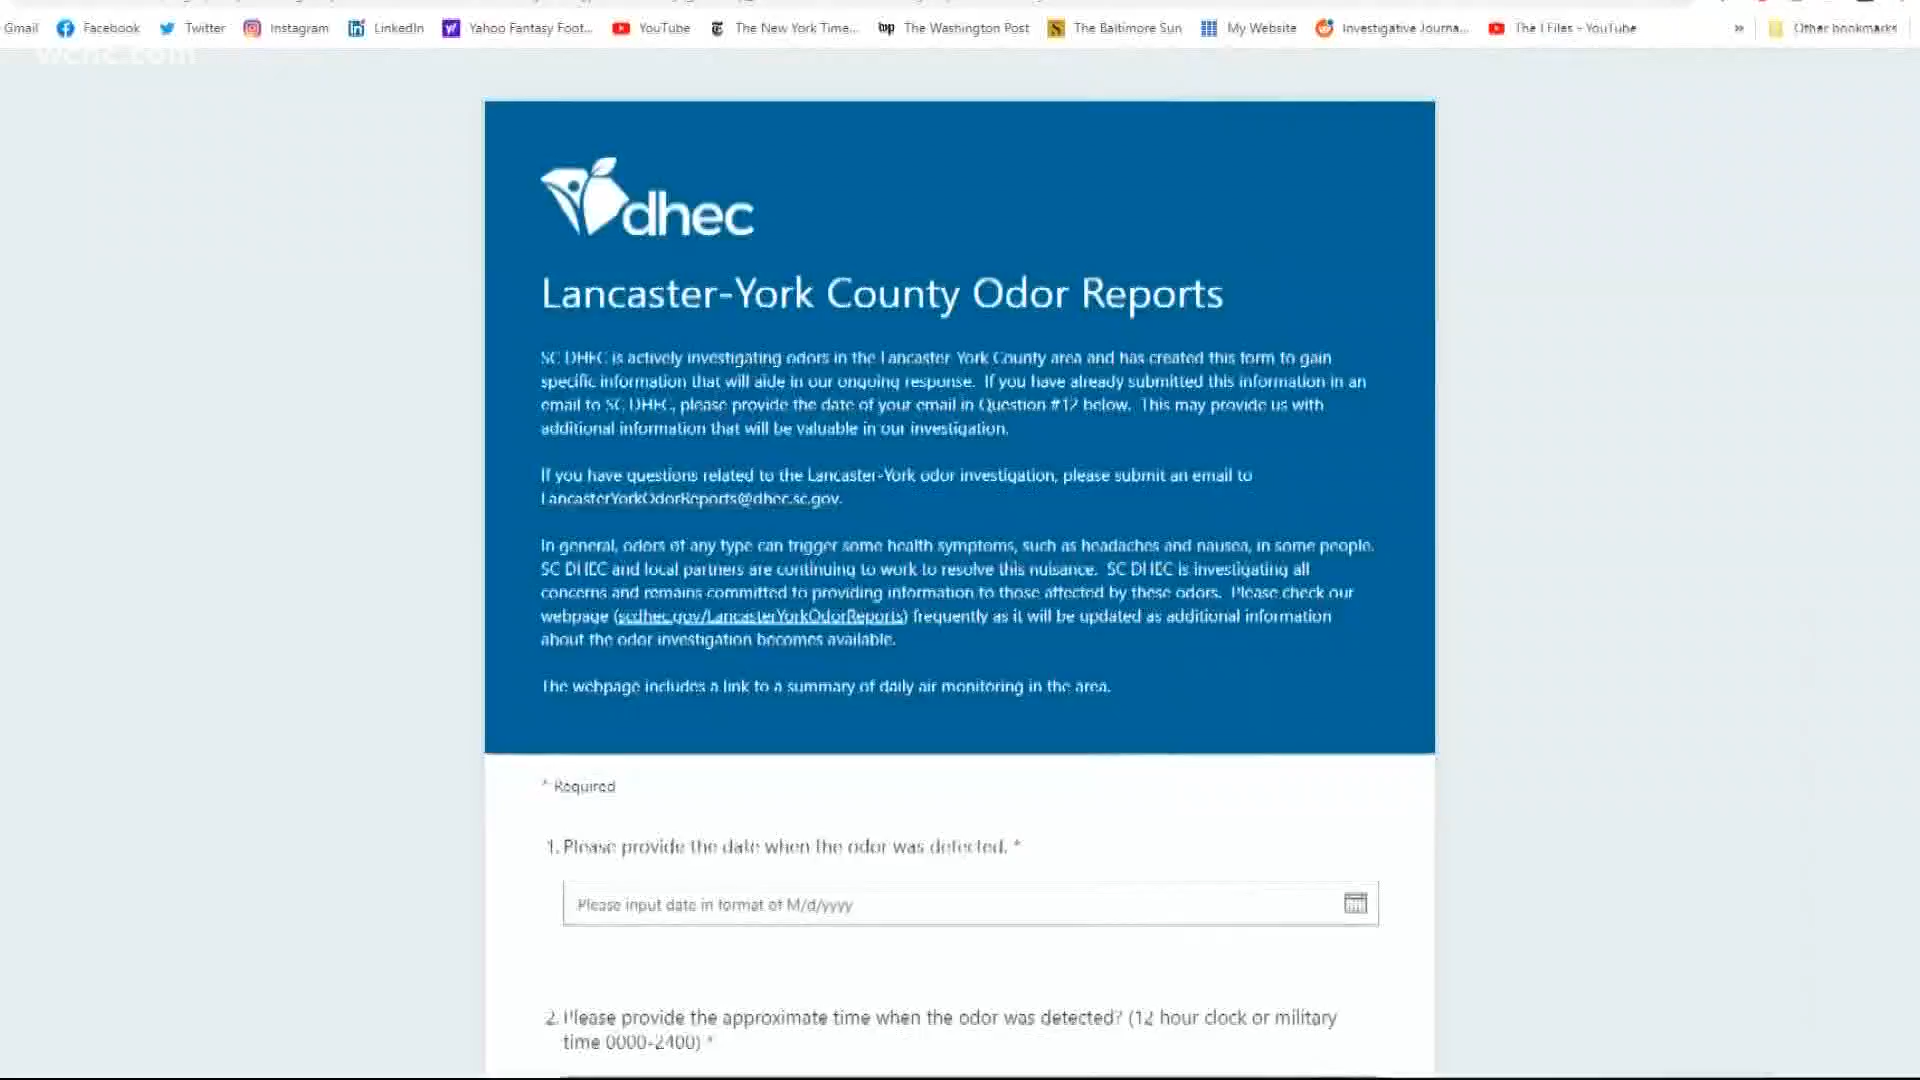 Gmail Facebook Twitter Instagram LinkedIn Yahoo Fantasy Foot... YouTube The New York Time... The Washington Post The Baltimore Sun My Website Investigative Journa... The I Files - YouTube » Other bookmarks
wcnc.com
dhec
Lancaster-York County Odor Reports
SC DHEC is actively investigating odors in the Lancaster York County area and has created this form to gain
specific information that will aide in our ongoing response. If you have already submitted this information in an
email to SC DHEC, please provide the date of your email in Question #12 below. This may provide us with
additional information that will be valuable in our investigation.
If you have questions related to the Lancaster-York odor investigation, please submit an email to
LancasterYorkOdorReports@dhec.sc.gov.
In general, odors of any type can trigger some health symptoms, such as headaches and nausea, in some people.
SC DHEC and local partners are continuing to work to resolve this nuisance. SC DHEC is investigating all
concerns and remains committed to providing information to those affected by these odors. Please check our
webpage (scdhec.gov/LancasterYorkOdorReports) frequently as it will be updated as additional information
about the odor investigation becomes available.
The webpage includes a link to a summary of daily air monitoring in the area.
* Required
1. Please provide the date when the odor was detected. *
Please input date in format of M/d/yyyy
2. Please provide the approximate time when the odor was detected? (12 hour clock or military
time 0000-2400) *